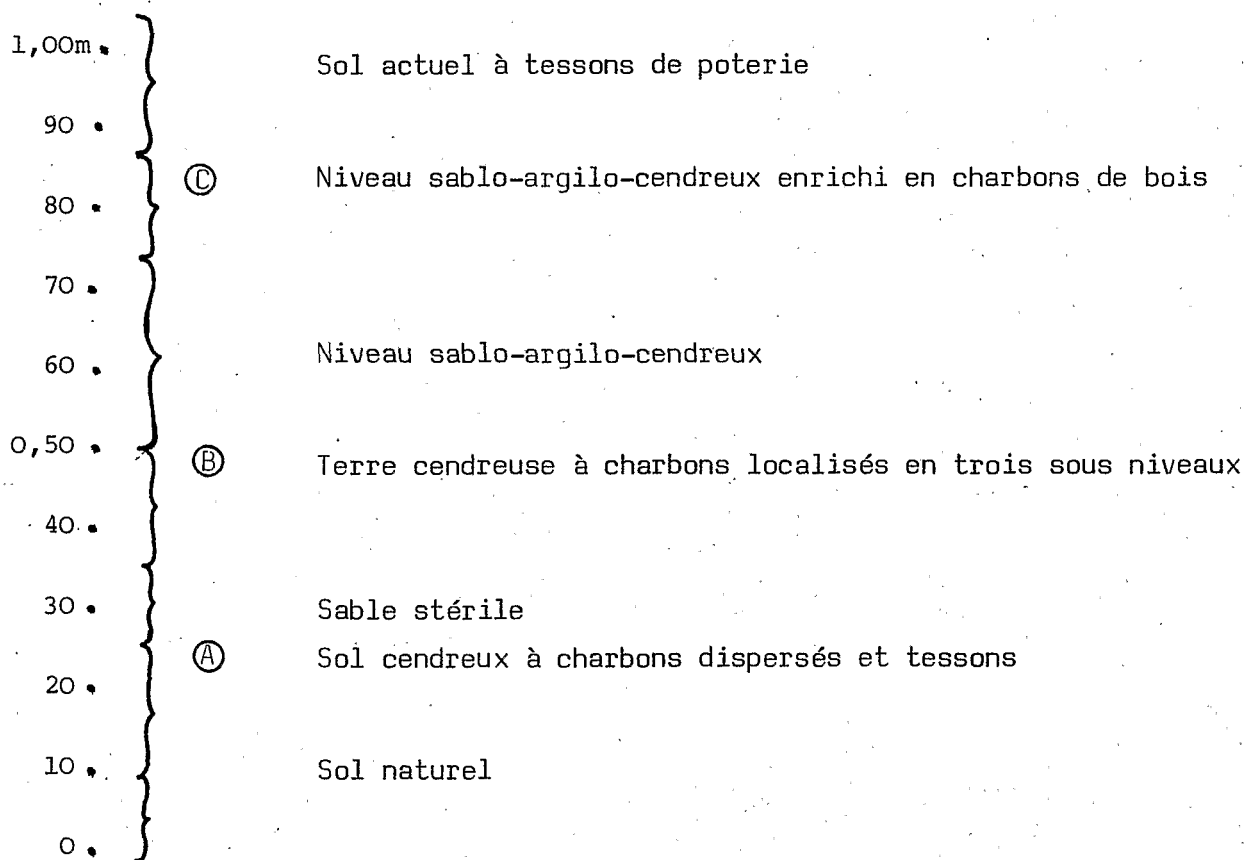 1,00m
Sol actuel à tessons de poterie
90
Ⓒ Niveau sablo-argilo-cendreux enrichi en charbons de bois
80
70
60 Niveau sablo-argilo-cendreux
0,50
Ⓑ Terre cendreuse à charbons localisés en trois sous niveaux
40
30 Sable stérile
Ⓐ Sol cendreux à charbons dispersés et tessons
20
10 Sol naturel
0